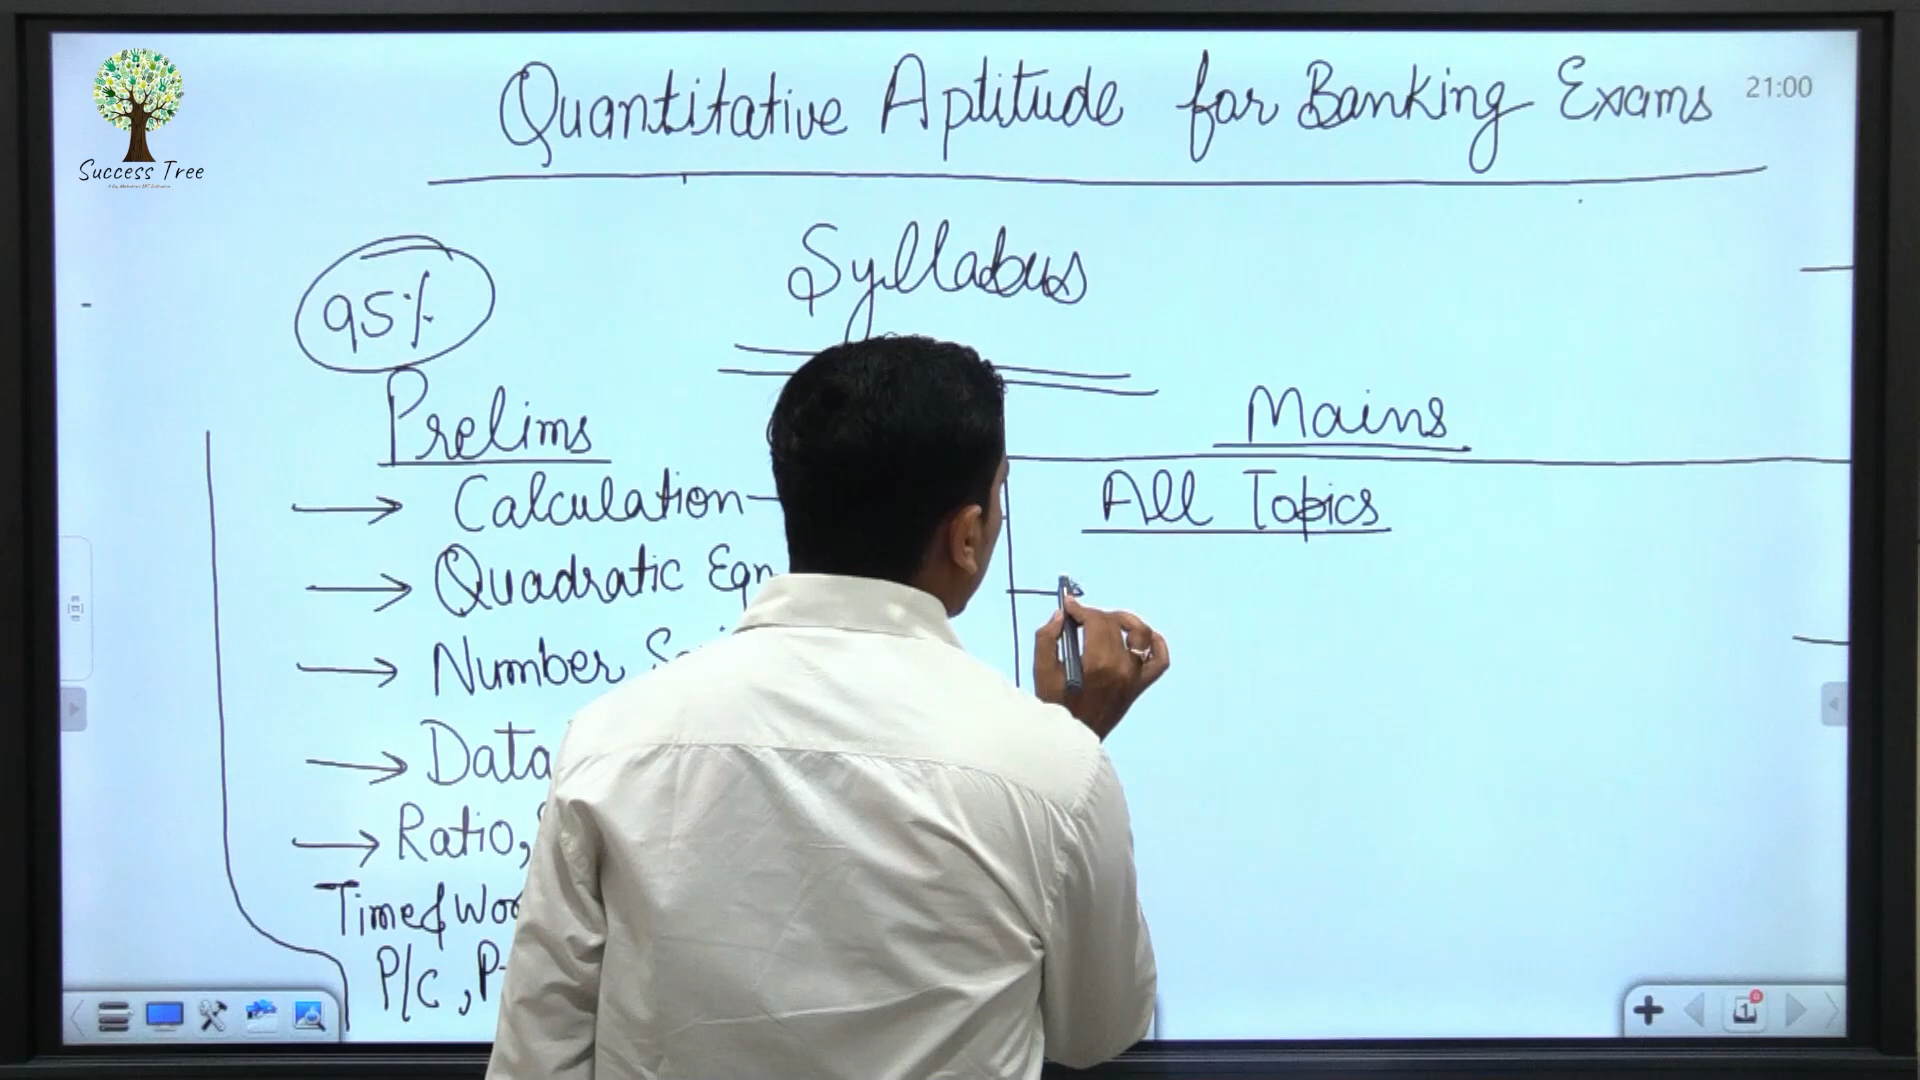 Success Tree
Quantitative Aptitude for Banking Exams
21:00
Syllabus
95%
Prelims
Mains
Calculation
All Topics
Quadratic Eqn
Number
Data
Ratio,
Time &
P/C, P
1